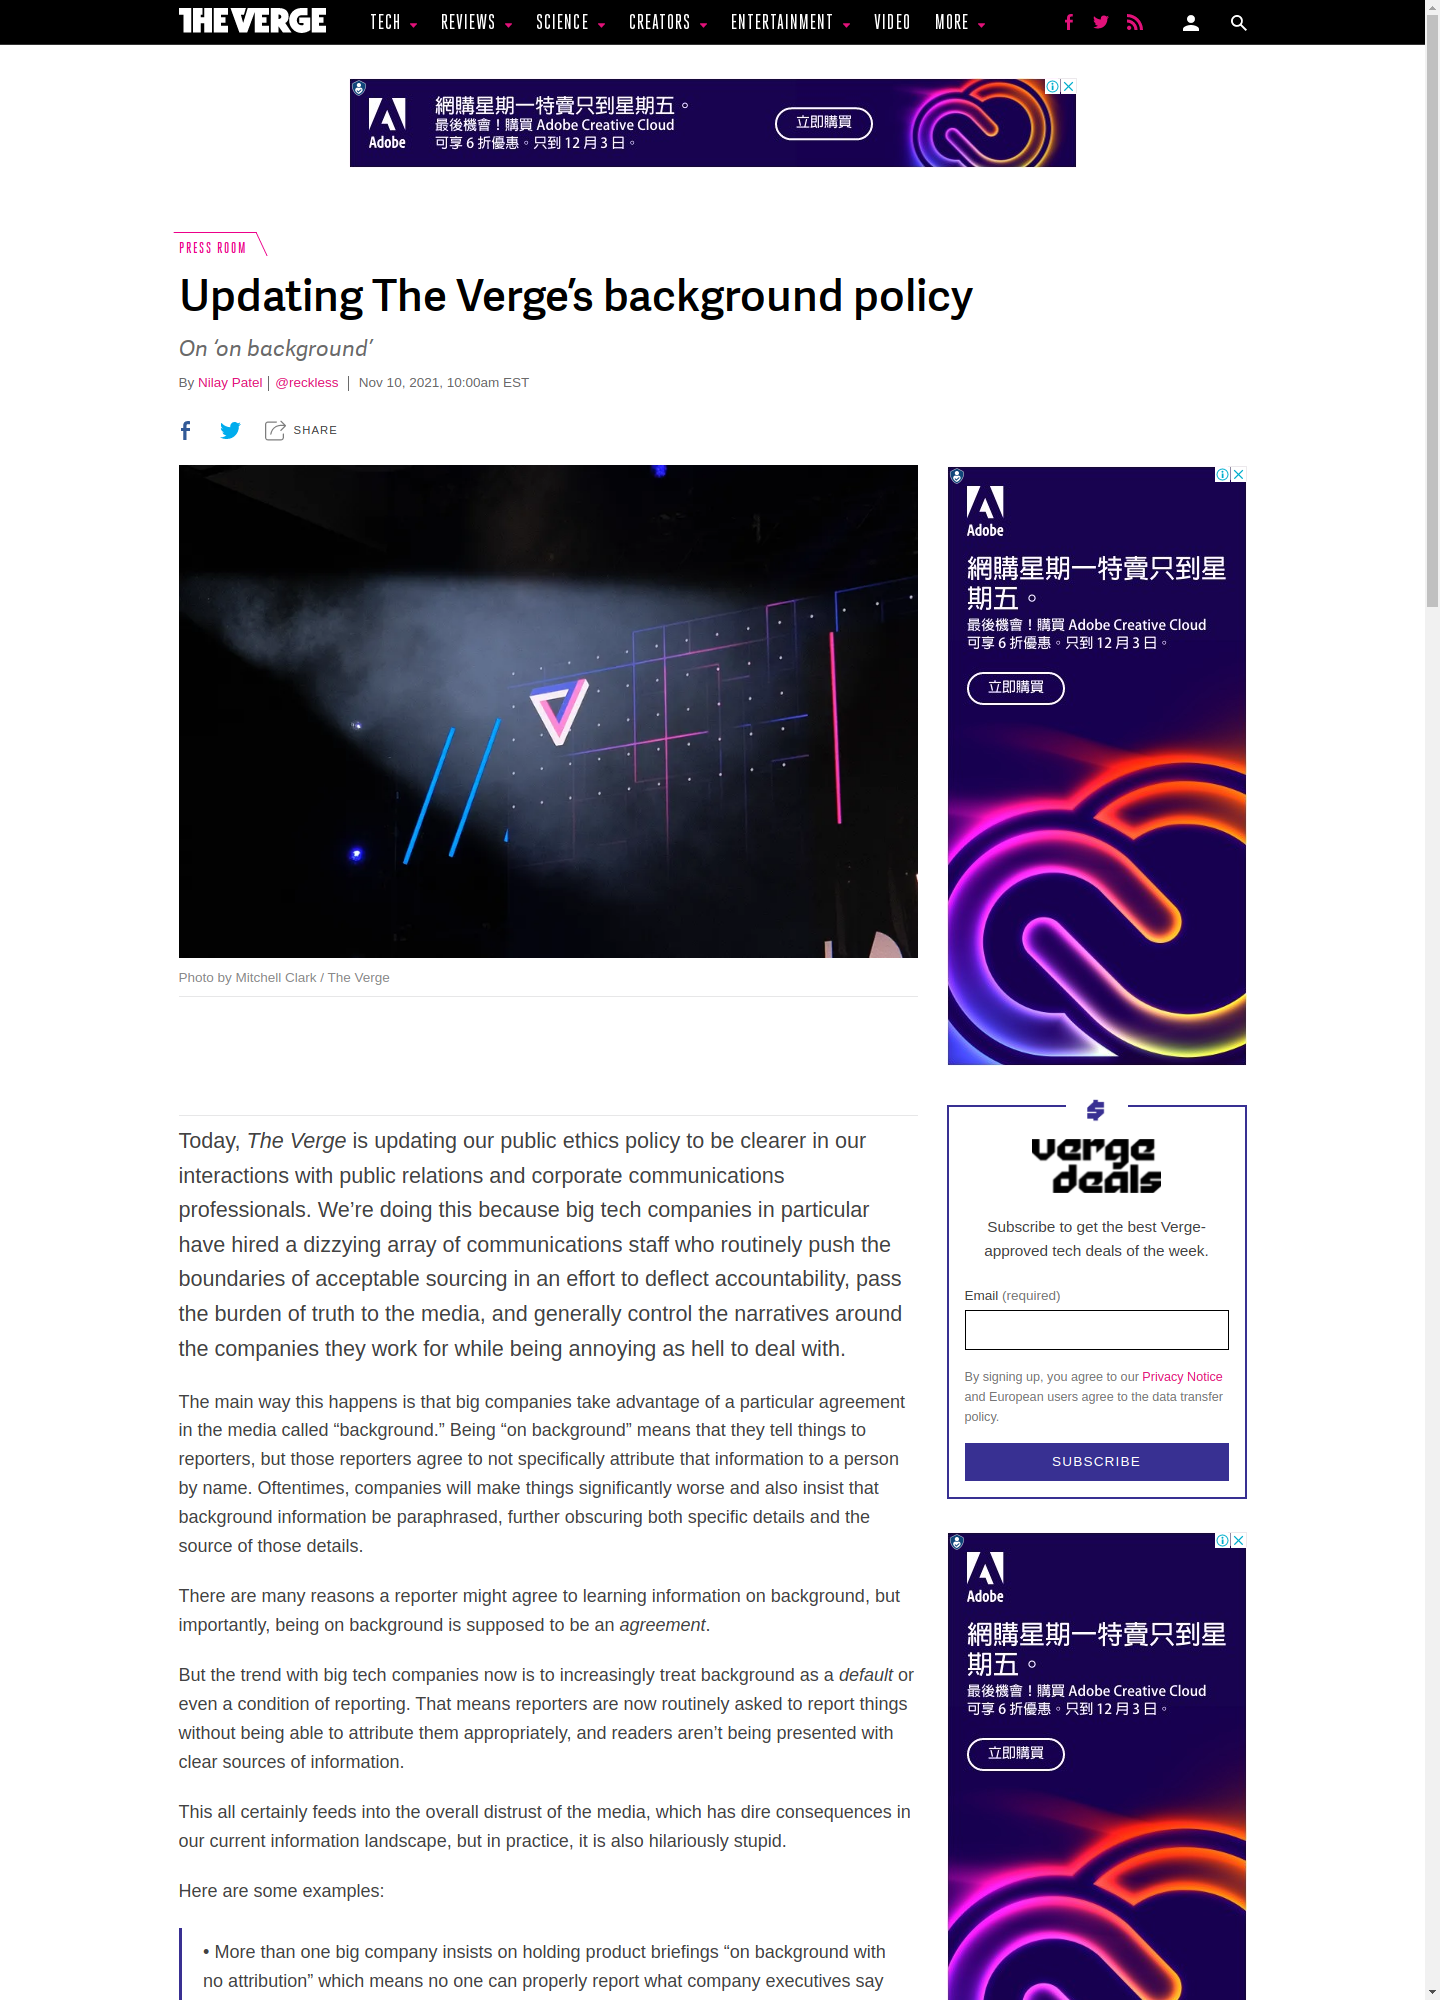 THE VERGE
TECH REVIEWS SCIENCE CREATORS ENTERTAINMENT VIDEO MORE
Adobe
網購星期一特賣只到星期五。
最後機會！購買 Adobe Creative Cloud
可享 6 折優惠。只到 12 月 3 日。
立即購買
PRESS ROOM
Updating The Verge’s background policy
On ‘on background’
By Nilay Patel | @reckless | Nov 10, 2021, 10:00am EST
SHARE
Photo by Mitchell Clark / The Verge
Today, The Verge is updating our public ethics policy to be clearer in our
interactions with public relations and corporate communications
professionals. We’re doing this because big tech companies in particular
have hired a dizzying array of communications staff who routinely push the
boundaries of acceptable sourcing in an effort to deflect accountability, pass
the burden of truth to the media, and generally control the narratives around
the companies they work for while being annoying as hell to deal with.
The main way this happens is that big companies take advantage of a particular agreement
in the media called “background.” Being “on background” means that they tell things to
reporters, but those reporters agree to not specifically attribute that information to a person
by name. Oftentimes, companies will make things significantly worse and also insist that
background information be paraphrased, further obscuring both specific details and the
source of those details.
There are many reasons a reporter might agree to learning information on background, but
importantly, being on background is supposed to be an agreement.
But the trend with big tech companies now is to increasingly treat background as a default or
even a condition of reporting. That means reporters are now routinely asked to report things
without being able to attribute them appropriately, and readers aren’t being presented with
clear sources of information.
This all certainly feeds into the overall distrust of the media, which has dire consequences in
our current information landscape, but in practice, it is also hilariously stupid.
Here are some examples:
• More than one big company insists on holding product briefings “on background with
no attribution” which means no one can properly report what company executives say
Adobe
網購星期一特賣只到星
期五。
最後機會！購買 Adobe Creative Cloud
可享 6 折優惠。只到 12 月 3 日。
立即購買
verge
deals
Subscribe to get the best Verge-
approved tech deals of the week.
Email (required)
By signing up, you agree to our Privacy Notice
and European users agree to the data transfer
policy.
SUBSCRIBE
Adobe
網購星期一特賣只到星
期五。
最後機會！購買 Adobe Creative Cloud
可享 6 折優惠。只到 12 月 3 日。
立即購買